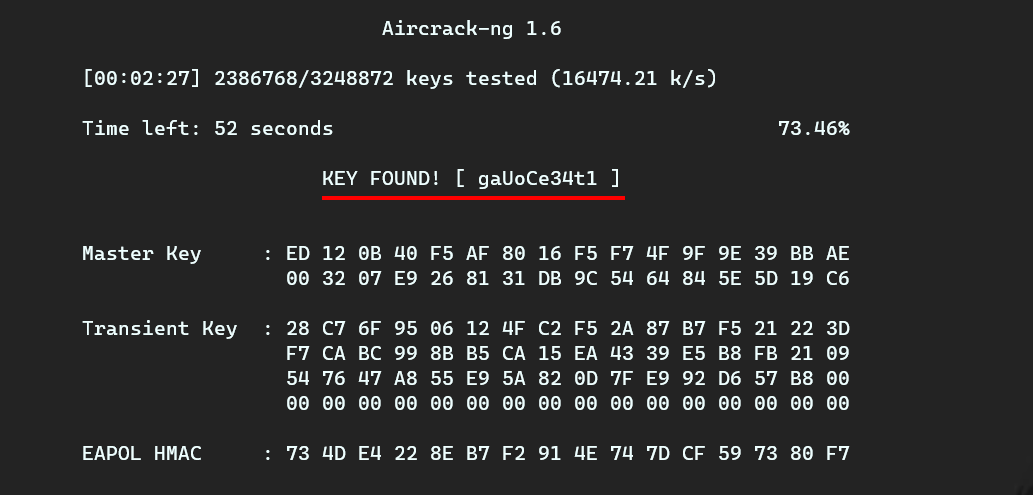 Aircrack-ng 1.6
[00:02:27] 2386768/3248872 keys tested (16474.21 k/s)
Time left: 52 seconds 73.46%
KEY FOUND! [ gaUoCe34t1 ]
Master Key : ED 12 0B 40 F5 AF 80 16 F5 F7 4F 9F 9E 39 BB AE
00 32 07 E9 26 81 31 DB 9C 54 64 84 5E 5D 19 C6
Transient Key : 28 C7 6F 95 06 12 4F C2 F5 2A 87 B7 F5 21 22 3D
F7 CA BC 99 8B B5 CA 15 EA 43 39 E5 B8 FB 21 09
54 76 47 A8 55 E9 5A 82 0D 7F E9 92 D6 57 B8 00
00 00 00 00 00 00 00 00 00 00 00 00 00 00 00 00
EAPOL HMAC : 73 4D E4 22 8E B7 F2 91 4E 74 7D CF 59 73 80 F7